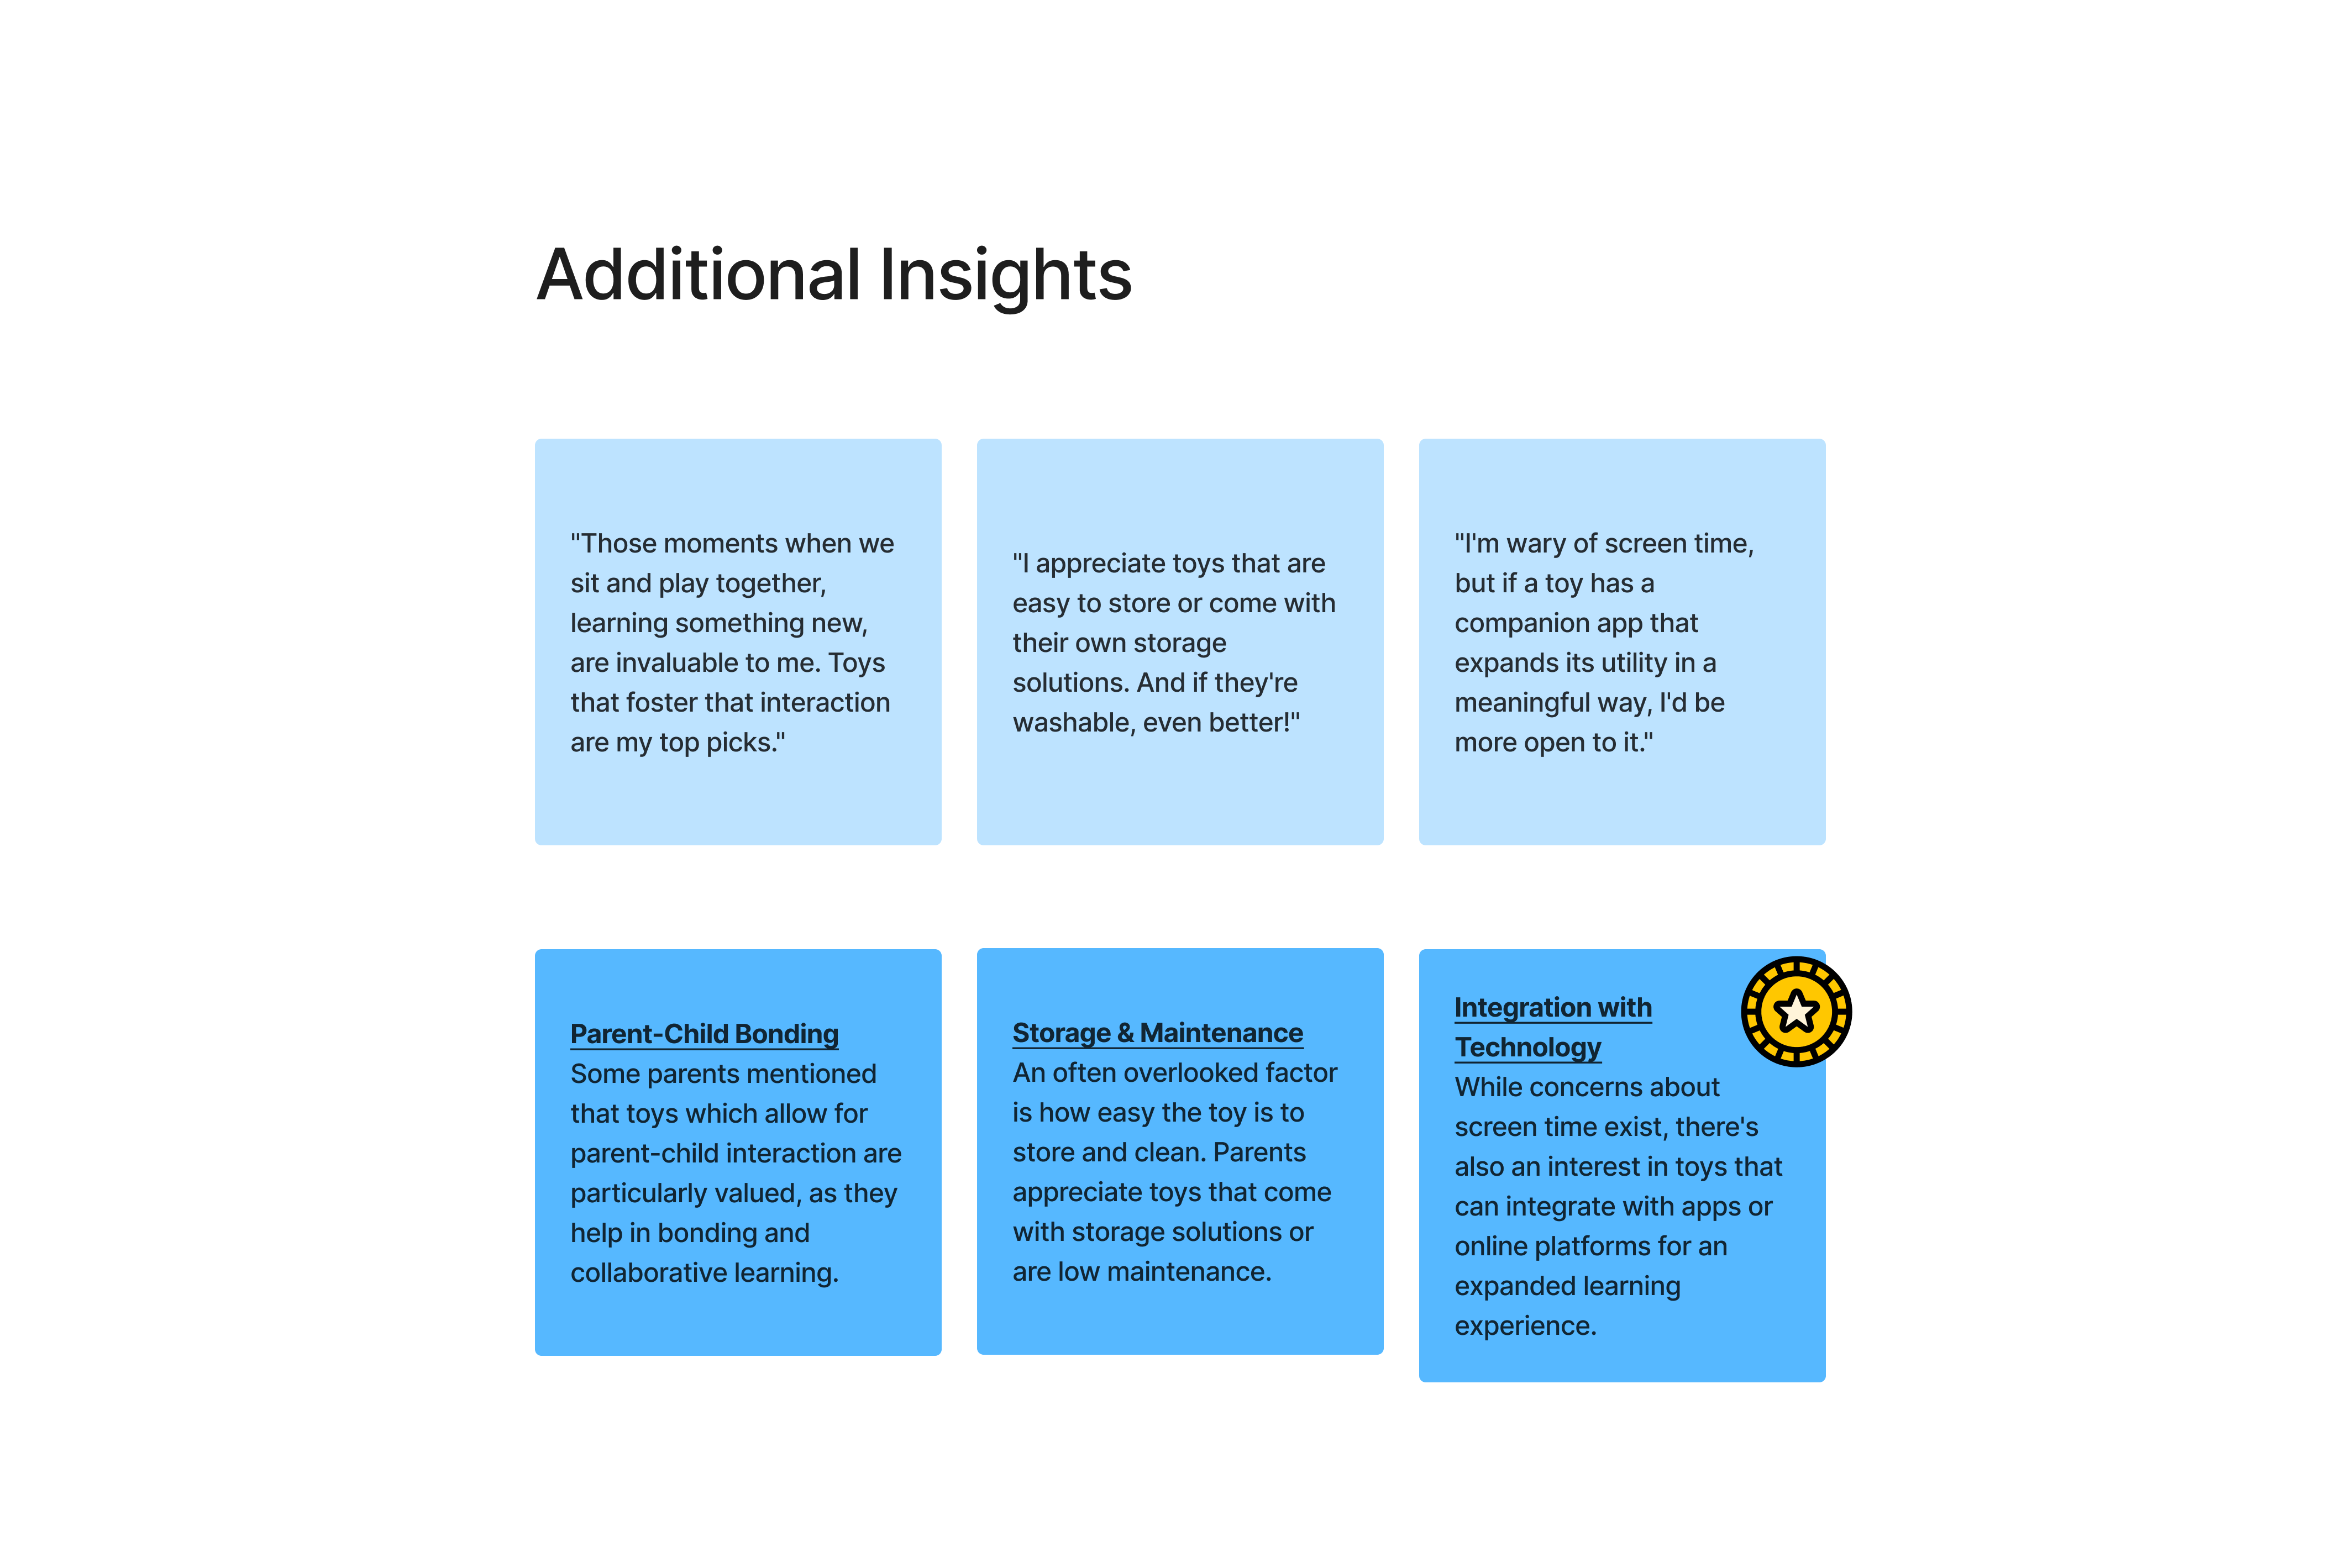 Additional Insights
"Those moments when we
sit and play together,
learning something new,
are invaluable to me. Toys
that foster that interaction
are my top picks."
"I appreciate toys that are
easy to store or come with
their own storage
solutions. And if they're
washable, even better!"
"I'm wary of screen time,
but if a toy has a
companion app that
expands its utility in a
meaningful way, I'd be
more open to it."
Parent-Child Bonding
Some parents mentioned
that toys which allow for
parent-child interaction are
particularly valued, as they
help in bonding and
collaborative learning.
Storage & Maintenance
An often overlooked factor
is how easy the toy is to
store and clean. Parents
appreciate toys that come
with storage solutions or
are low maintenance.
Integration with
Technology
While concerns about
screen time exist, there's
also an interest in toys that
can integrate with apps or
online platforms for an
expanded learning
experience.